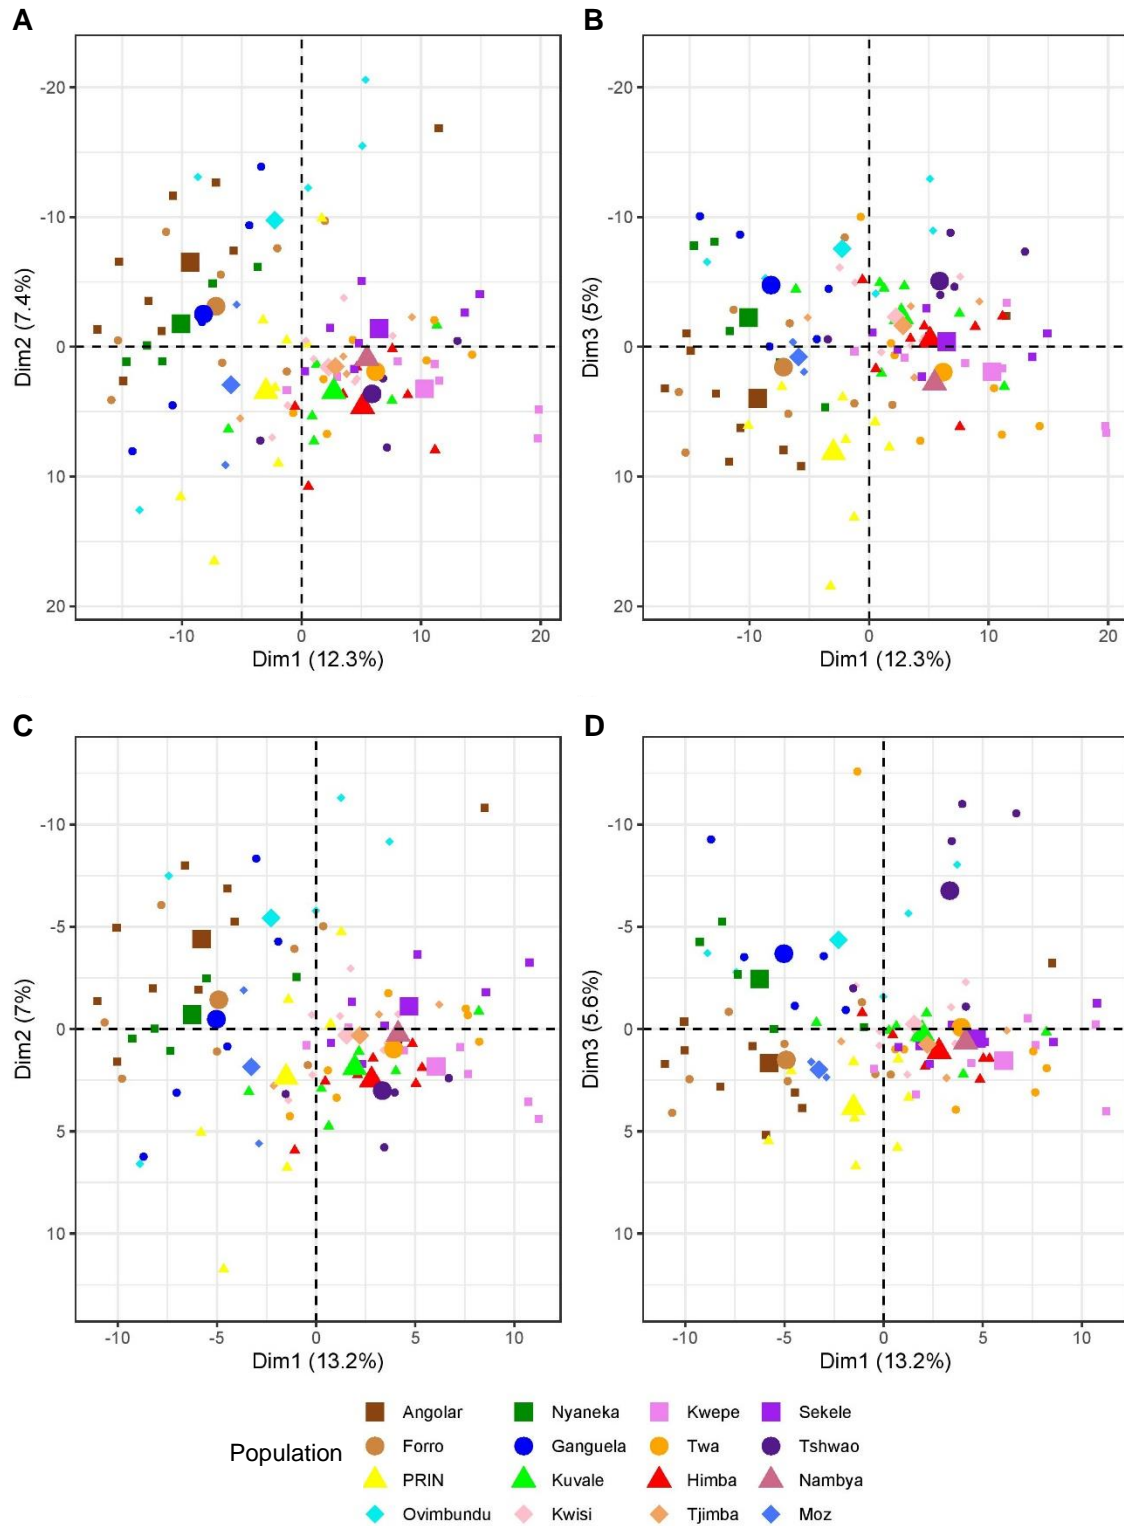 A
B
-20
-10
0
10
20
Dim2 (7.4%)
-10
0
10
20
Dim1 (12.3%)
-20
-10
0
10
20
Dim3 (5%)
-10
0
10
20
Dim1 (12.3%)
C
D
-10
-5
0
5
10
Dim2 (7%)
-10
-5
0
5
10
Dim1 (13.2%)
-10
-5
0
5
10
Dim3 (5.6%)
-10
-5
0
5
10
Dim1 (13.2%)
Population
Angolar
Nyaneka
Kwepe
Sekele
Forro
Ganguela
Twa
Tshwao
PRIN
Kuvale
Himba
Nambya
Ovimbundu
Kwisi
Tjimba
Moz